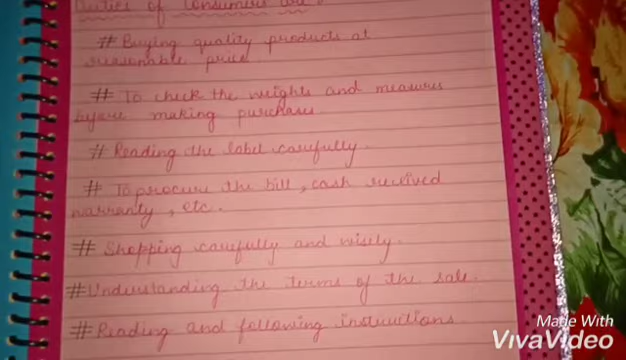 Duties of Consumers are :
# Buying quality products at
reasonable price
# To check the weights and measures
before making purchase
# Reading the label carefully.
# To procure the bill, cash received
warranty, etc.
# Shopping carefully and wisely.
# Understanding the terms of the sale.
# Reading and following instructions
Made With
VivaVideo